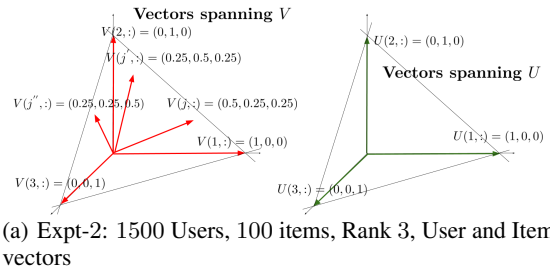 Vectors spanning V
V(2,:) = (0,1,0)
V(j′,:) = (0.25,0.5,0.25)
V(j″,:) = (0.25,0.25,0.5)
V(j,:) = (0.5,0.25,0.25)
V(1,:) = (1,0,0)
V(3,:) = (0,0,1)
U(2,:) = (0,1,0)
Vectors spanning U
U(1,:) = (1,0,0)
U(3,:) = (0,0,1)
(a) Expt-2: 1500 Users, 100 items, Rank 3, User and Item
vectors